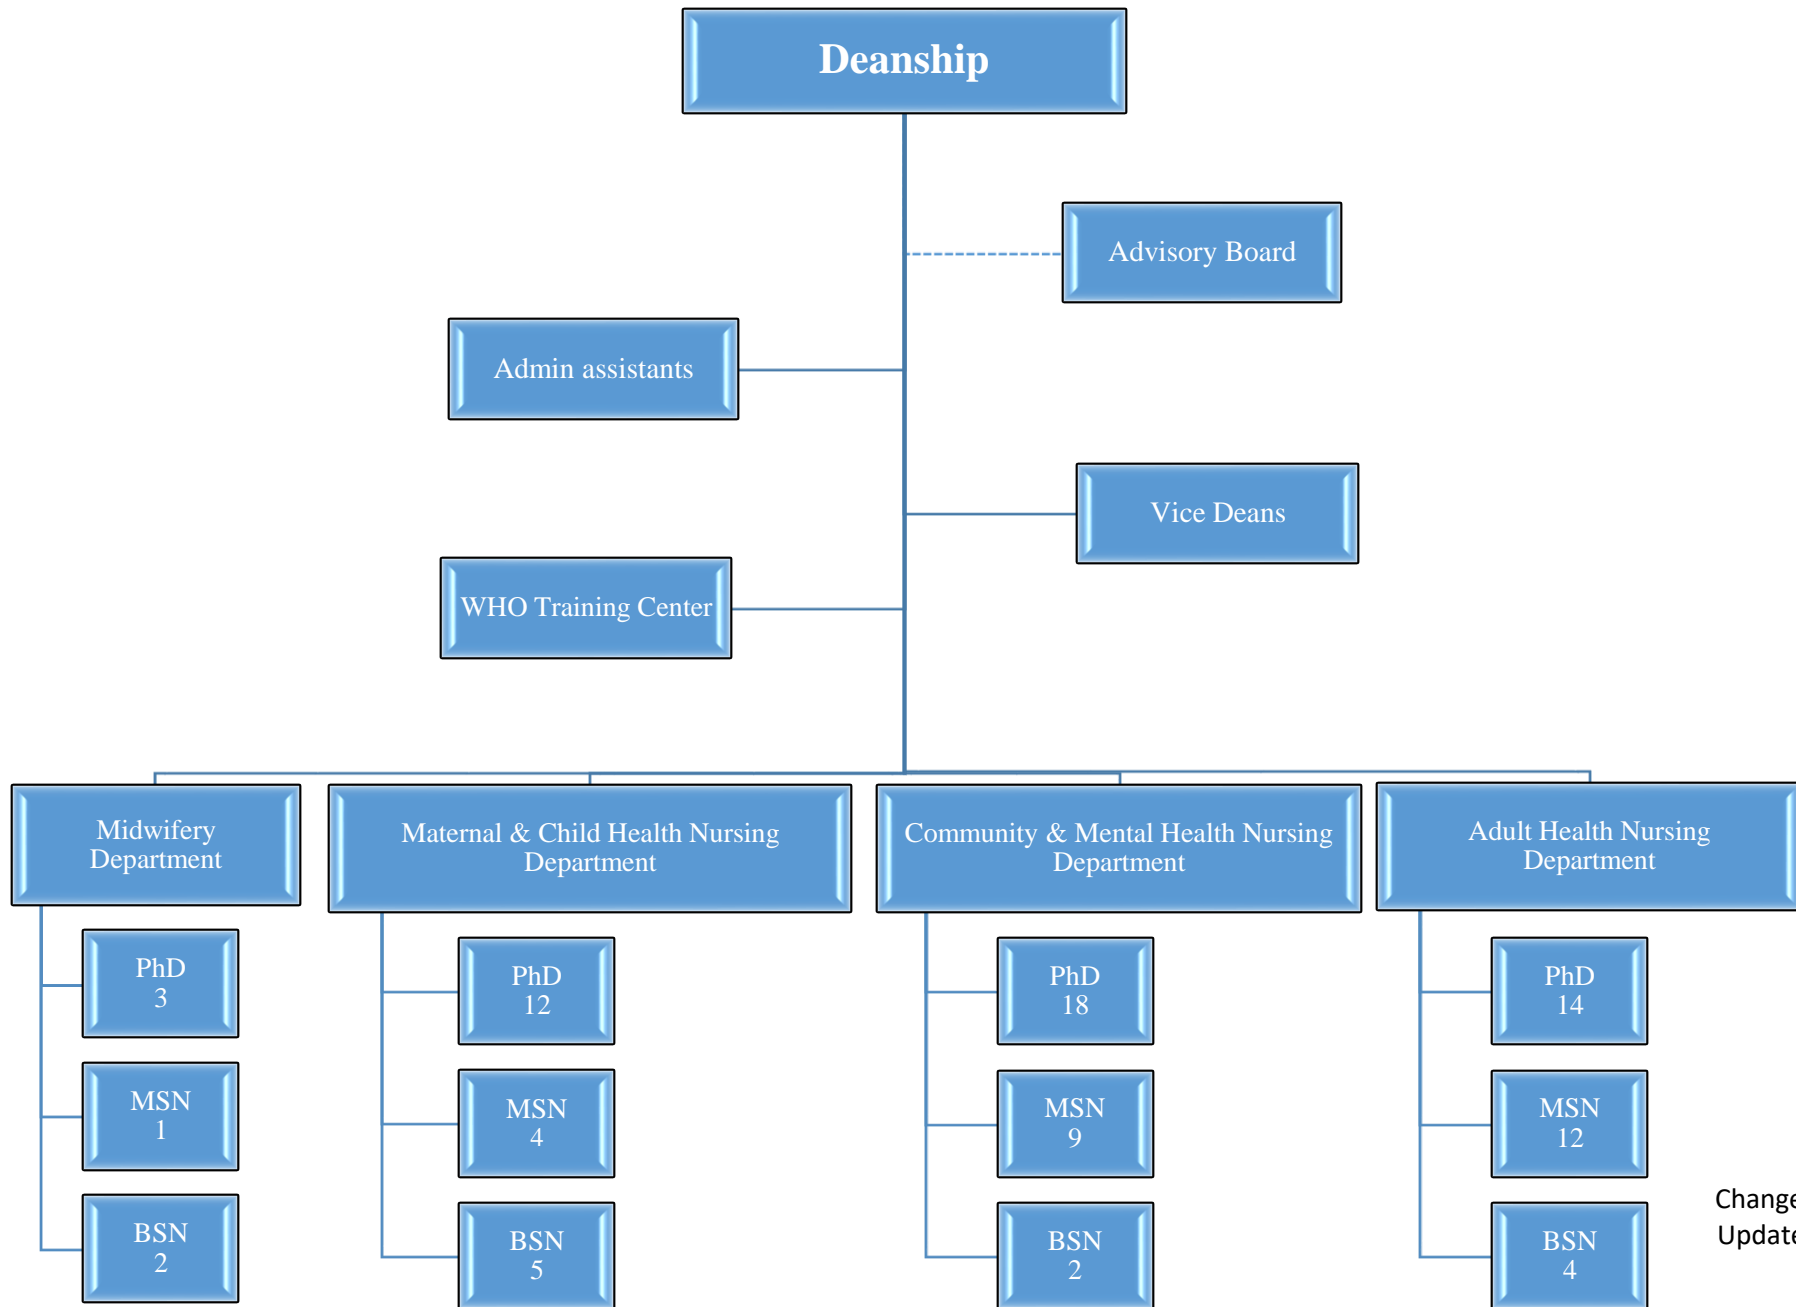 Deanship
Advisory Board
Admin assistants
Vice Deans
WHO Training Center
Midwifery
Department
Maternal & Child Health Nursing
Department
Community & Mental Health Nursing
Department
Adult Health Nursing
Department
PhD
3
PhD
12
PhD
18
PhD
14
MSN
1
MSN
4
MSN
9
MSN
12
BSN
2
BSN
5
BSN
2
BSN
4
Change
Update